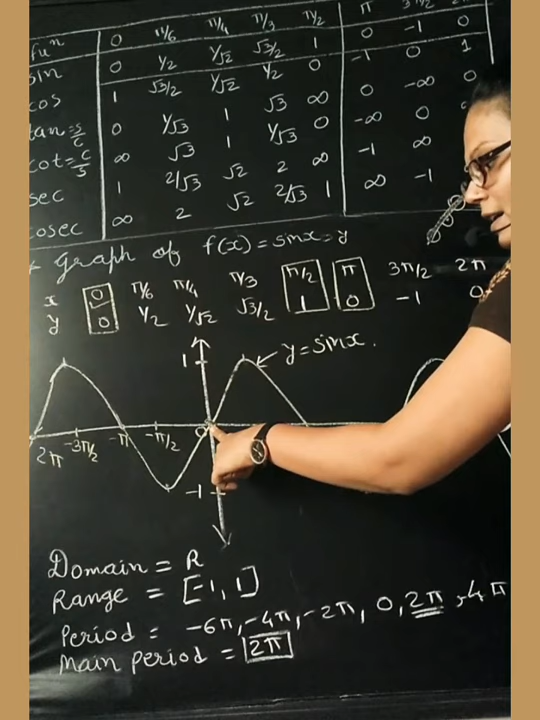 fuⁿ 0 π/6 π/4 π/3 π/2 π 3π/2 2π
sin 0 1/2 1/√2 √3/2 1 0 -1 0
cos 1 √3/2 1/√2 1/2 0 -1 0 1
tan=s/c 0 1/√3 1 √3 ∞ 0 -∞ 0
cot=c/s ∞ √3 1 1/√3 0 -∞ 0
sec 1 2/√3 √2 2 ∞ -1 ∞
cosec ∞ 2 √2 2/√3 1 ∞ -1
Graph of f(x) = sinx = y
x 0 π/6 π/4 π/3 π/2 π 3π/2 2π
y 0 1/2 1/√2 √3/2 1 0 -1 0
1 y=sinx.
2π -3π/2 -π -π/2 0
-1
Domain = R
Range = [-1, 1]
Period = -6π, -4π, -2π, 0, 2π, 4π
Main period = 2π